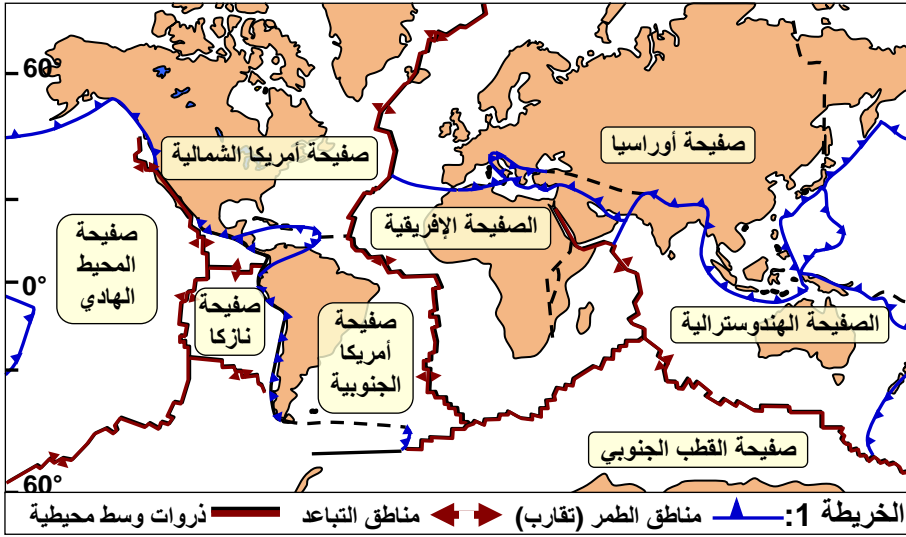 60°
صفيحة أمريكا الشمالية
صفيحة أوراسيا
صفيحة
المحيط
الهادي
الصفيحة الإفريقية
0°
صفيحة
نازكا
صفيحة
أمريكا
الجنوبية
الصفيحة الهندوسترالية
صفيحة القطب الجنوبي
60°
الخريطة 1: مناطق الطمر (تقارب) مناطق التباعد ذروات وسط محيطية